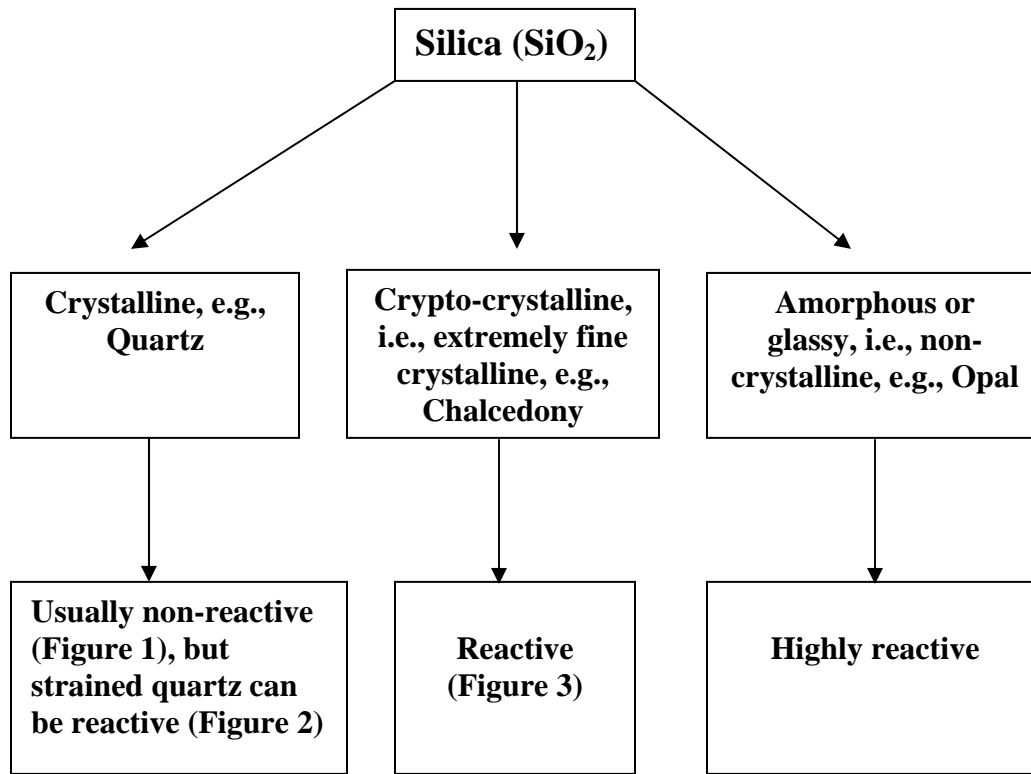 Silica (SiO₂)
Crystalline, e.g.,
Quartz
Crypto-crystalline,
i.e., extremely fine
crystalline, e.g.,
Chalcedony
Amorphous or
glassy, i.e., non-
crystalline, e.g., Opal
Usually non-reactive
(Figure 1), but
strained quartz can
be reactive (Figure 2)
Reactive
(Figure 3)
Highly reactive